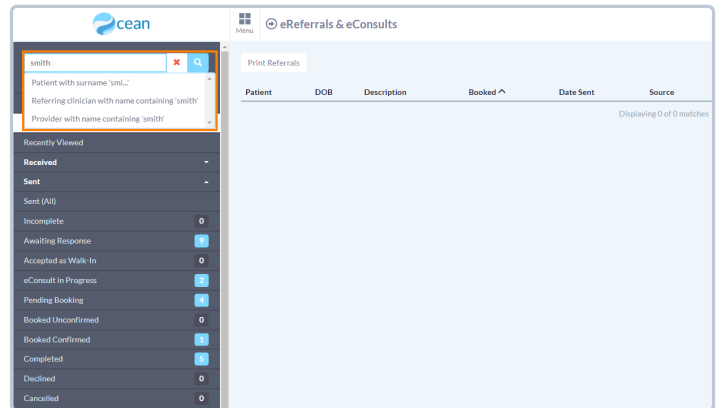 cean
Menu
eReferrals & eConsults
smith
Patient with surname 'smi...'
Referring clinician with name containing 'smith'
Provider with name containing 'smith'
Recently Viewed
Received
Sent
Sent (All)
Incomplete 0
Awaiting Response 9
Accepted as Walk-In 0
eConsult in Progress 2
Pending Booking 4
Booked Unconfirmed 0
Booked Confirmed 1
Completed 5
Declined 0
Cancelled 0
Print Referrals
Patient DOB Description Booked Date Sent Source
Displaying 0 of 0 matches